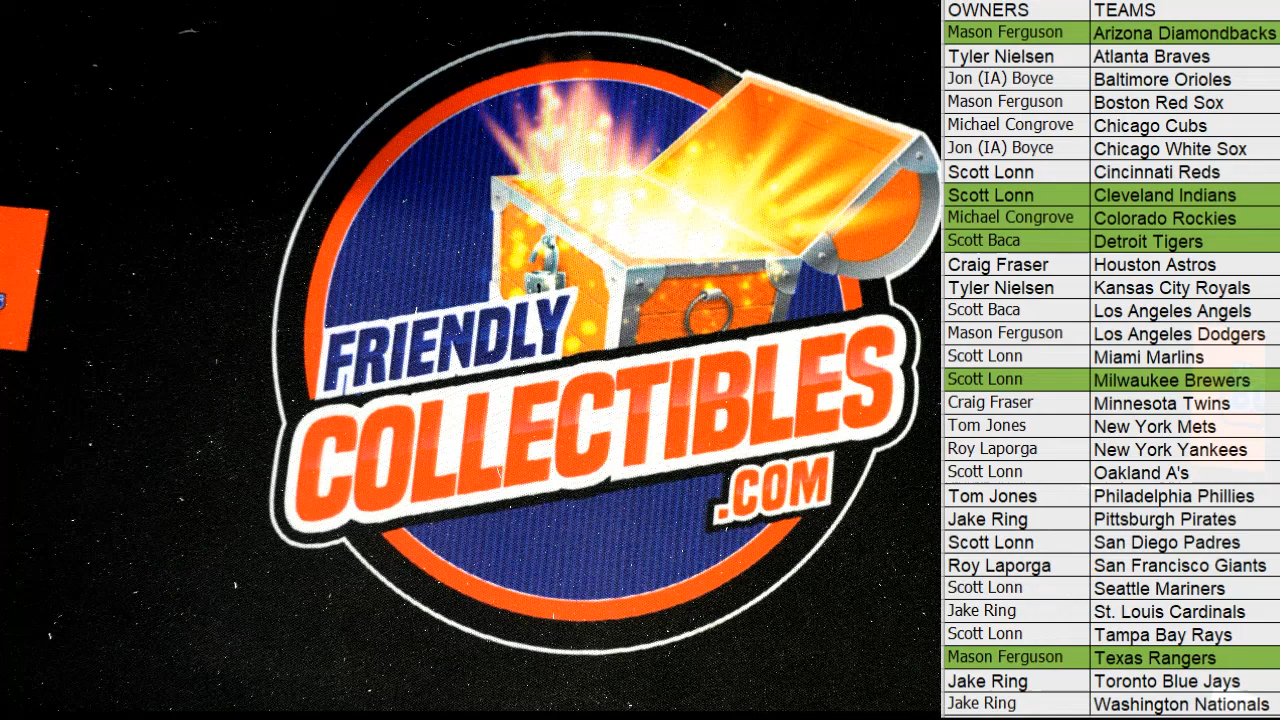 FRIENDLY
COLLECTIBLES
.COM
OWNERS TEAMS
Mason Ferguson Arizona Diamondbacks
Tyler Nielsen Atlanta Braves
Jon (IA) Boyce Baltimore Orioles
Mason Ferguson Boston Red Sox
Michael Congrove Chicago Cubs
Jon (IA) Boyce Chicago White Sox
Scott Lonn Cincinnati Reds
Scott Lonn Cleveland Indians
Michael Congrove Colorado Rockies
Scott Baca Detroit Tigers
Craig Fraser Houston Astros
Tyler Nielsen Kansas City Royals
Scott Baca Los Angeles Angels
Mason Ferguson Los Angeles Dodgers
Scott Lonn Miami Marlins
Scott Lonn Milwaukee Brewers
Craig Fraser Minnesota Twins
Tom Jones New York Mets
Roy Laporga New York Yankees
Scott Lonn Oakland A's
Tom Jones Philadelphia Phillies
Jake Ring Pittsburgh Pirates
Scott Lonn San Diego Padres
Roy Laporga San Francisco Giants
Scott Lonn Seattle Mariners
Jake Ring St. Louis Cardinals
Scott Lonn Tampa Bay Rays
Mason Ferguson Texas Rangers
Jake Ring Toronto Blue Jays
Jake Ring Washington Nationals